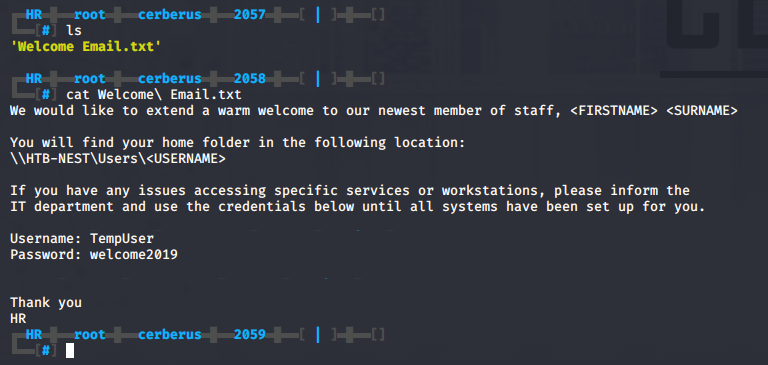 HR root cerberus 2057 [ | ] []
[#] ls
'Welcome Email.txt'
HR root cerberus 2058 [ | ] []
[#] cat Welcome\ Email.txt
We would like to extend a warm welcome to our newest member of staff, <FIRSTNAME> <SURNAME>
You will find your home folder in the following location:
\\HTB-NEST\Users\<USERNAME>
If you have any issues accessing specific services or workstations, please inform the
IT department and use the credentials below until all systems have been set up for you.
Username: TempUser
Password: welcome2019
Thank you
HR
HR root cerberus 2059 [ | ] []
[#]